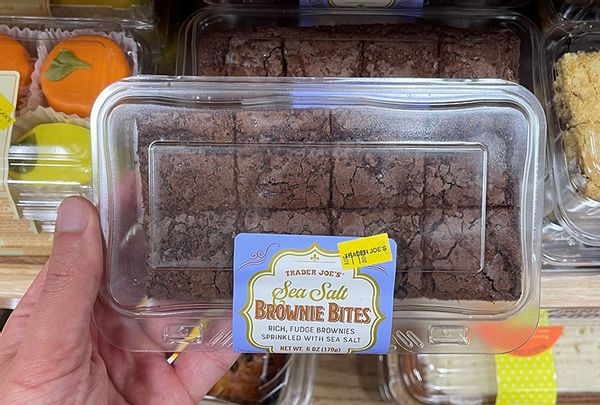 TRADER JOE'S
TRADER JOE'S
Sea Salt
BROWNIE BITES
RICH, FUDGE BROWNIES
SPRINKLED WITH SEA SALT
NET WT. 6 OZ (170g)